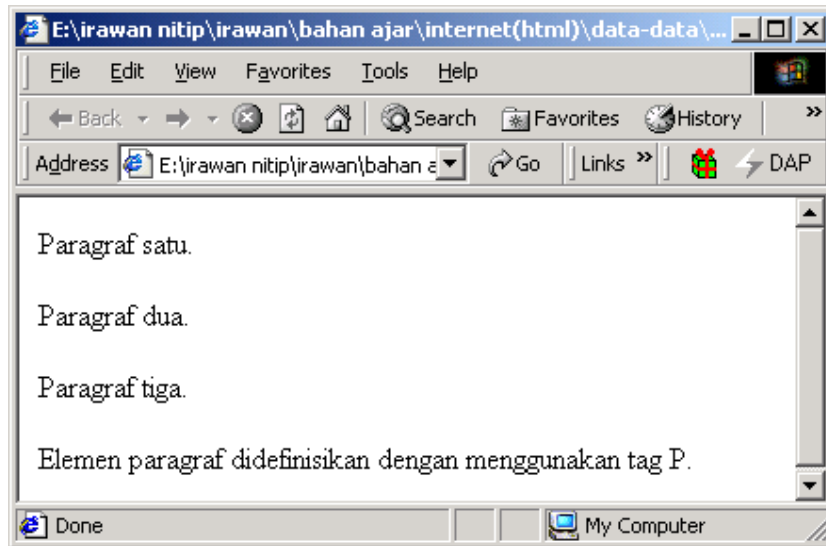 E:\irawan nitip\irawan\bahan ajar\internet(html)\data-data\...
File Edit View Favorites Tools Help
Back Search Favorites History »
Address E:\irawan nitip\irawan\bahan a Go Links » DAP
Paragraf satu.
Paragraf dua.
Paragraf tiga.
Elemen paragraf didefinisikan dengan menggunakan tag P.
Done My Computer